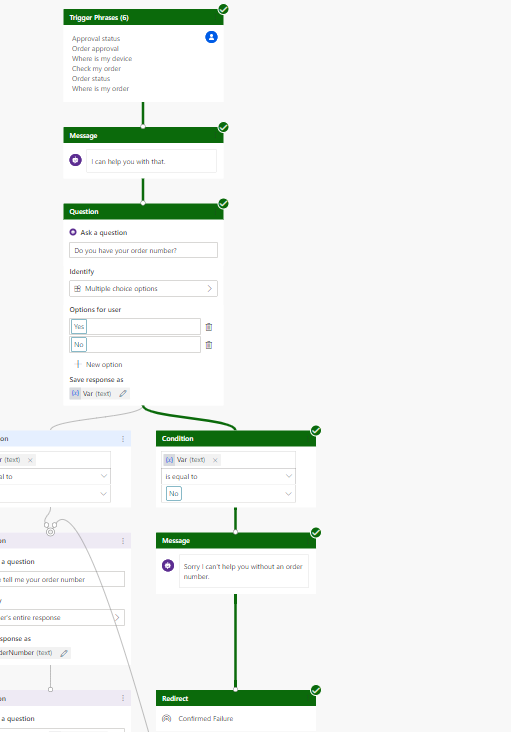 Trigger Phrases (6)
Approval status
Order approval
Where is my device
Check my order
Order status
Where is my order
Message
I can help you with that.
Question
Ask a question
Do you have your order number?
Identify
Multiple choice options
Options for user
Yes
No
New option
Save response as
{x} Var (text)
on
r (text) ×
al to
Condition
{x} Var (text) ×
is equal to
No
on
a question
tell me your order number
er's entire response
sponse as
derNumber (text)
Message
Sorry I can't help you without an order
number.
on
a question
Redirect
Confirmed Failure